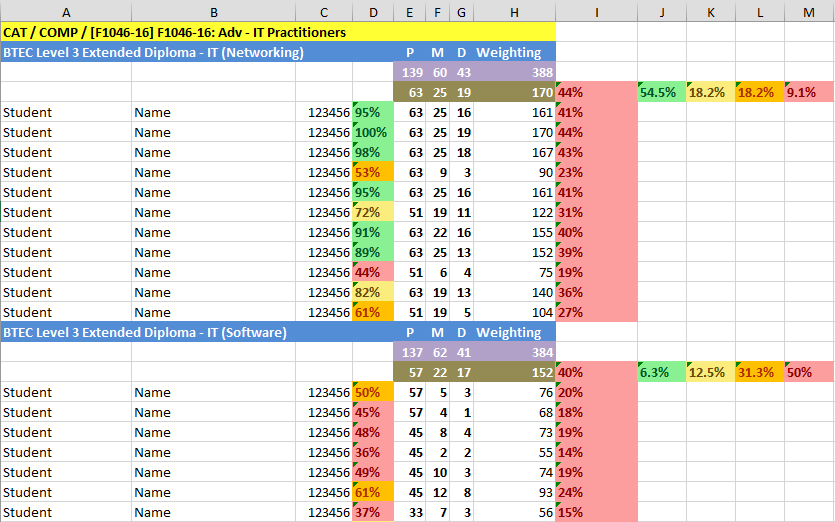 A B C D E F G H I J K L M
CAT / COMP / [F1046-16] F1046-16: Adv - IT Practitioners
BTEC Level 3 Extended Diploma - IT (Networking) P M D Weighting
139 60 43 388
63 25 19 170 44% 54.5% 18.2% 18.2% 9.1%
Student Name 123456 95% 63 25 16 161 41%
Student Name 123456 100% 63 25 19 170 44%
Student Name 123456 98% 63 25 18 167 43%
Student Name 123456 53% 63 9 3 90 23%
Student Name 123456 95% 63 25 16 161 41%
Student Name 123456 72% 51 19 11 122 31%
Student Name 123456 91% 63 22 16 155 40%
Student Name 123456 89% 63 25 13 152 39%
Student Name 123456 44% 51 6 4 75 19%
Student Name 123456 82% 63 19 13 140 36%
Student Name 123456 61% 51 19 5 104 27%
BTEC Level 3 Extended Diploma - IT (Software) P M D Weighting
137 62 41 384
57 22 17 152 40% 6.3% 12.5% 31.3% 50%
Student Name 123456 50% 57 5 3 76 20%
Student Name 123456 45% 57 4 1 68 18%
Student Name 123456 48% 45 8 4 73 19%
Student Name 123456 36% 45 2 2 55 14%
Student Name 123456 49% 45 10 3 74 19%
Student Name 123456 61% 45 12 8 93 24%
Student Name 123456 37% 33 7 3 56 15%